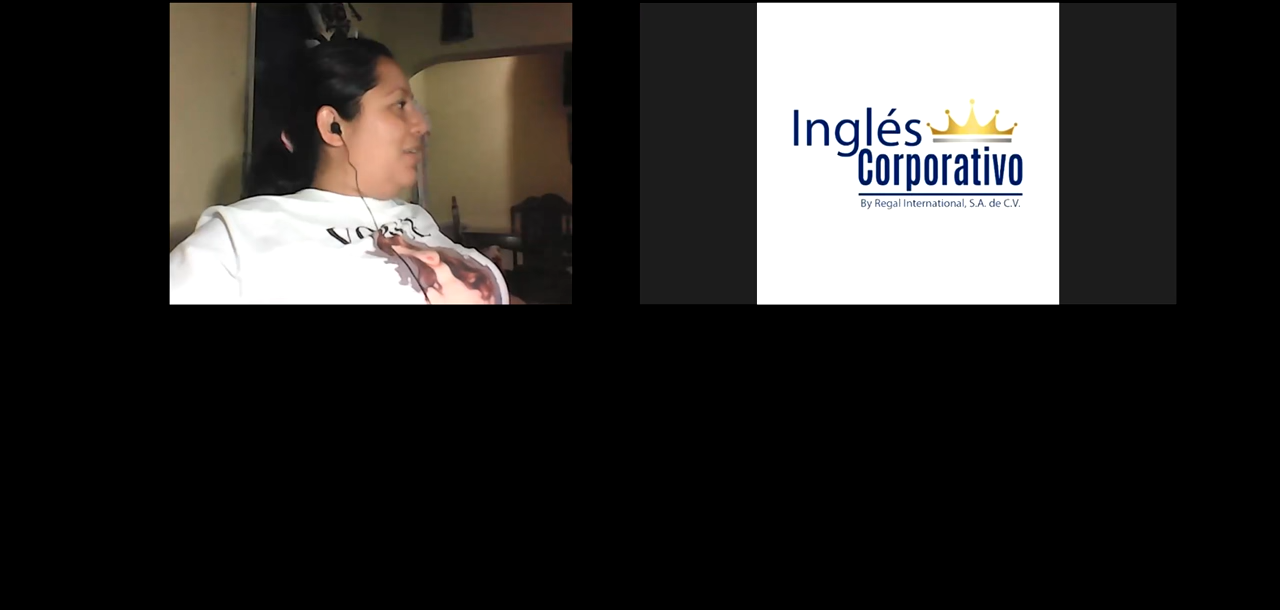 Inglés
Corporativo
By Regal International, S.A. de C.V.